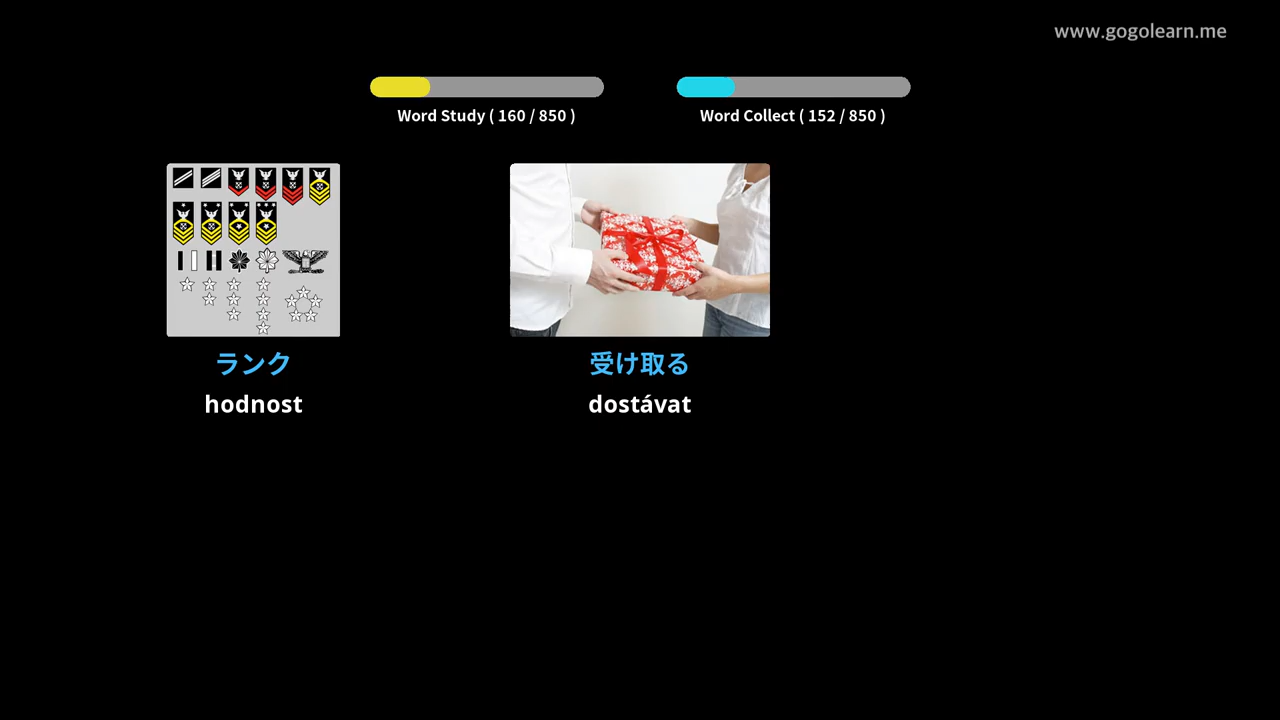 www.gogolearn.me
Word Study ( 160 / 850 )
Word Collect ( 152 / 850 )
ランク
hodnost
受け取る
dostávat